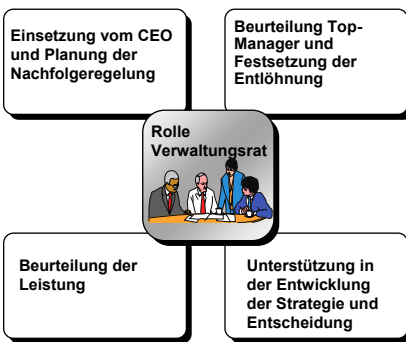 Einsetzung vom CEO
und Planung der
Nachfolgeregelung
Beurteilung Top-
Manager und
Festsetzung der
Entlöhnung
Rolle
Verwaltungsrat
Beurteilung der
Leistung
Unterstützung in
der Entwicklung
der Strategie und
Entscheidung